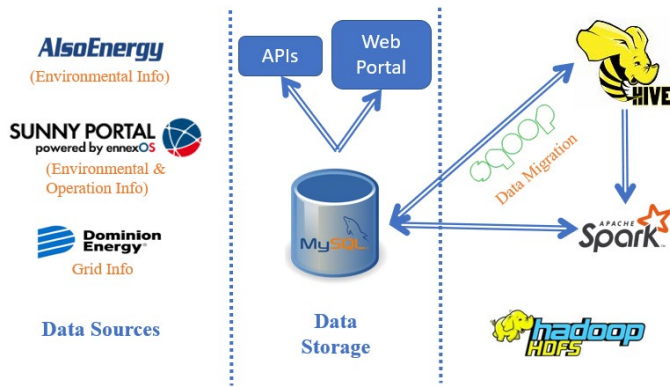 AlsoEnergy
(Environmental Info)
SUNNY PORTAL
powered by ennexOS
(Environmental &
Operation Info)
Dominion
Energy®
Grid Info
Data Sources
APIs
Web
Portal
MySQL
Data
Storage
sqoop
Data Migration
HIVE
APACHE
Spark™
hadoop
HDFS